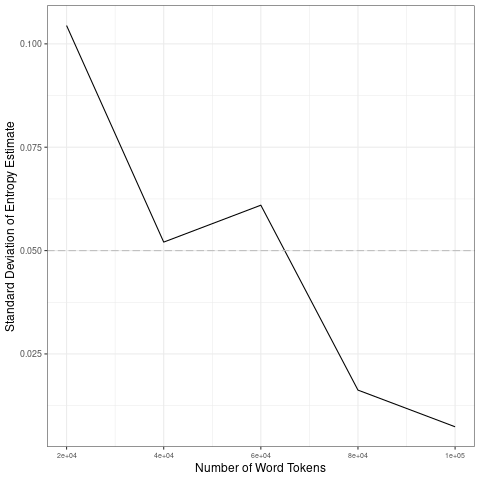 Standard Deviation of Entropy Estimate
0.100
0.075
0.050
0.025
2e+04 4e+04 6e+04 8e+04 1e+05
Number of Word Tokens